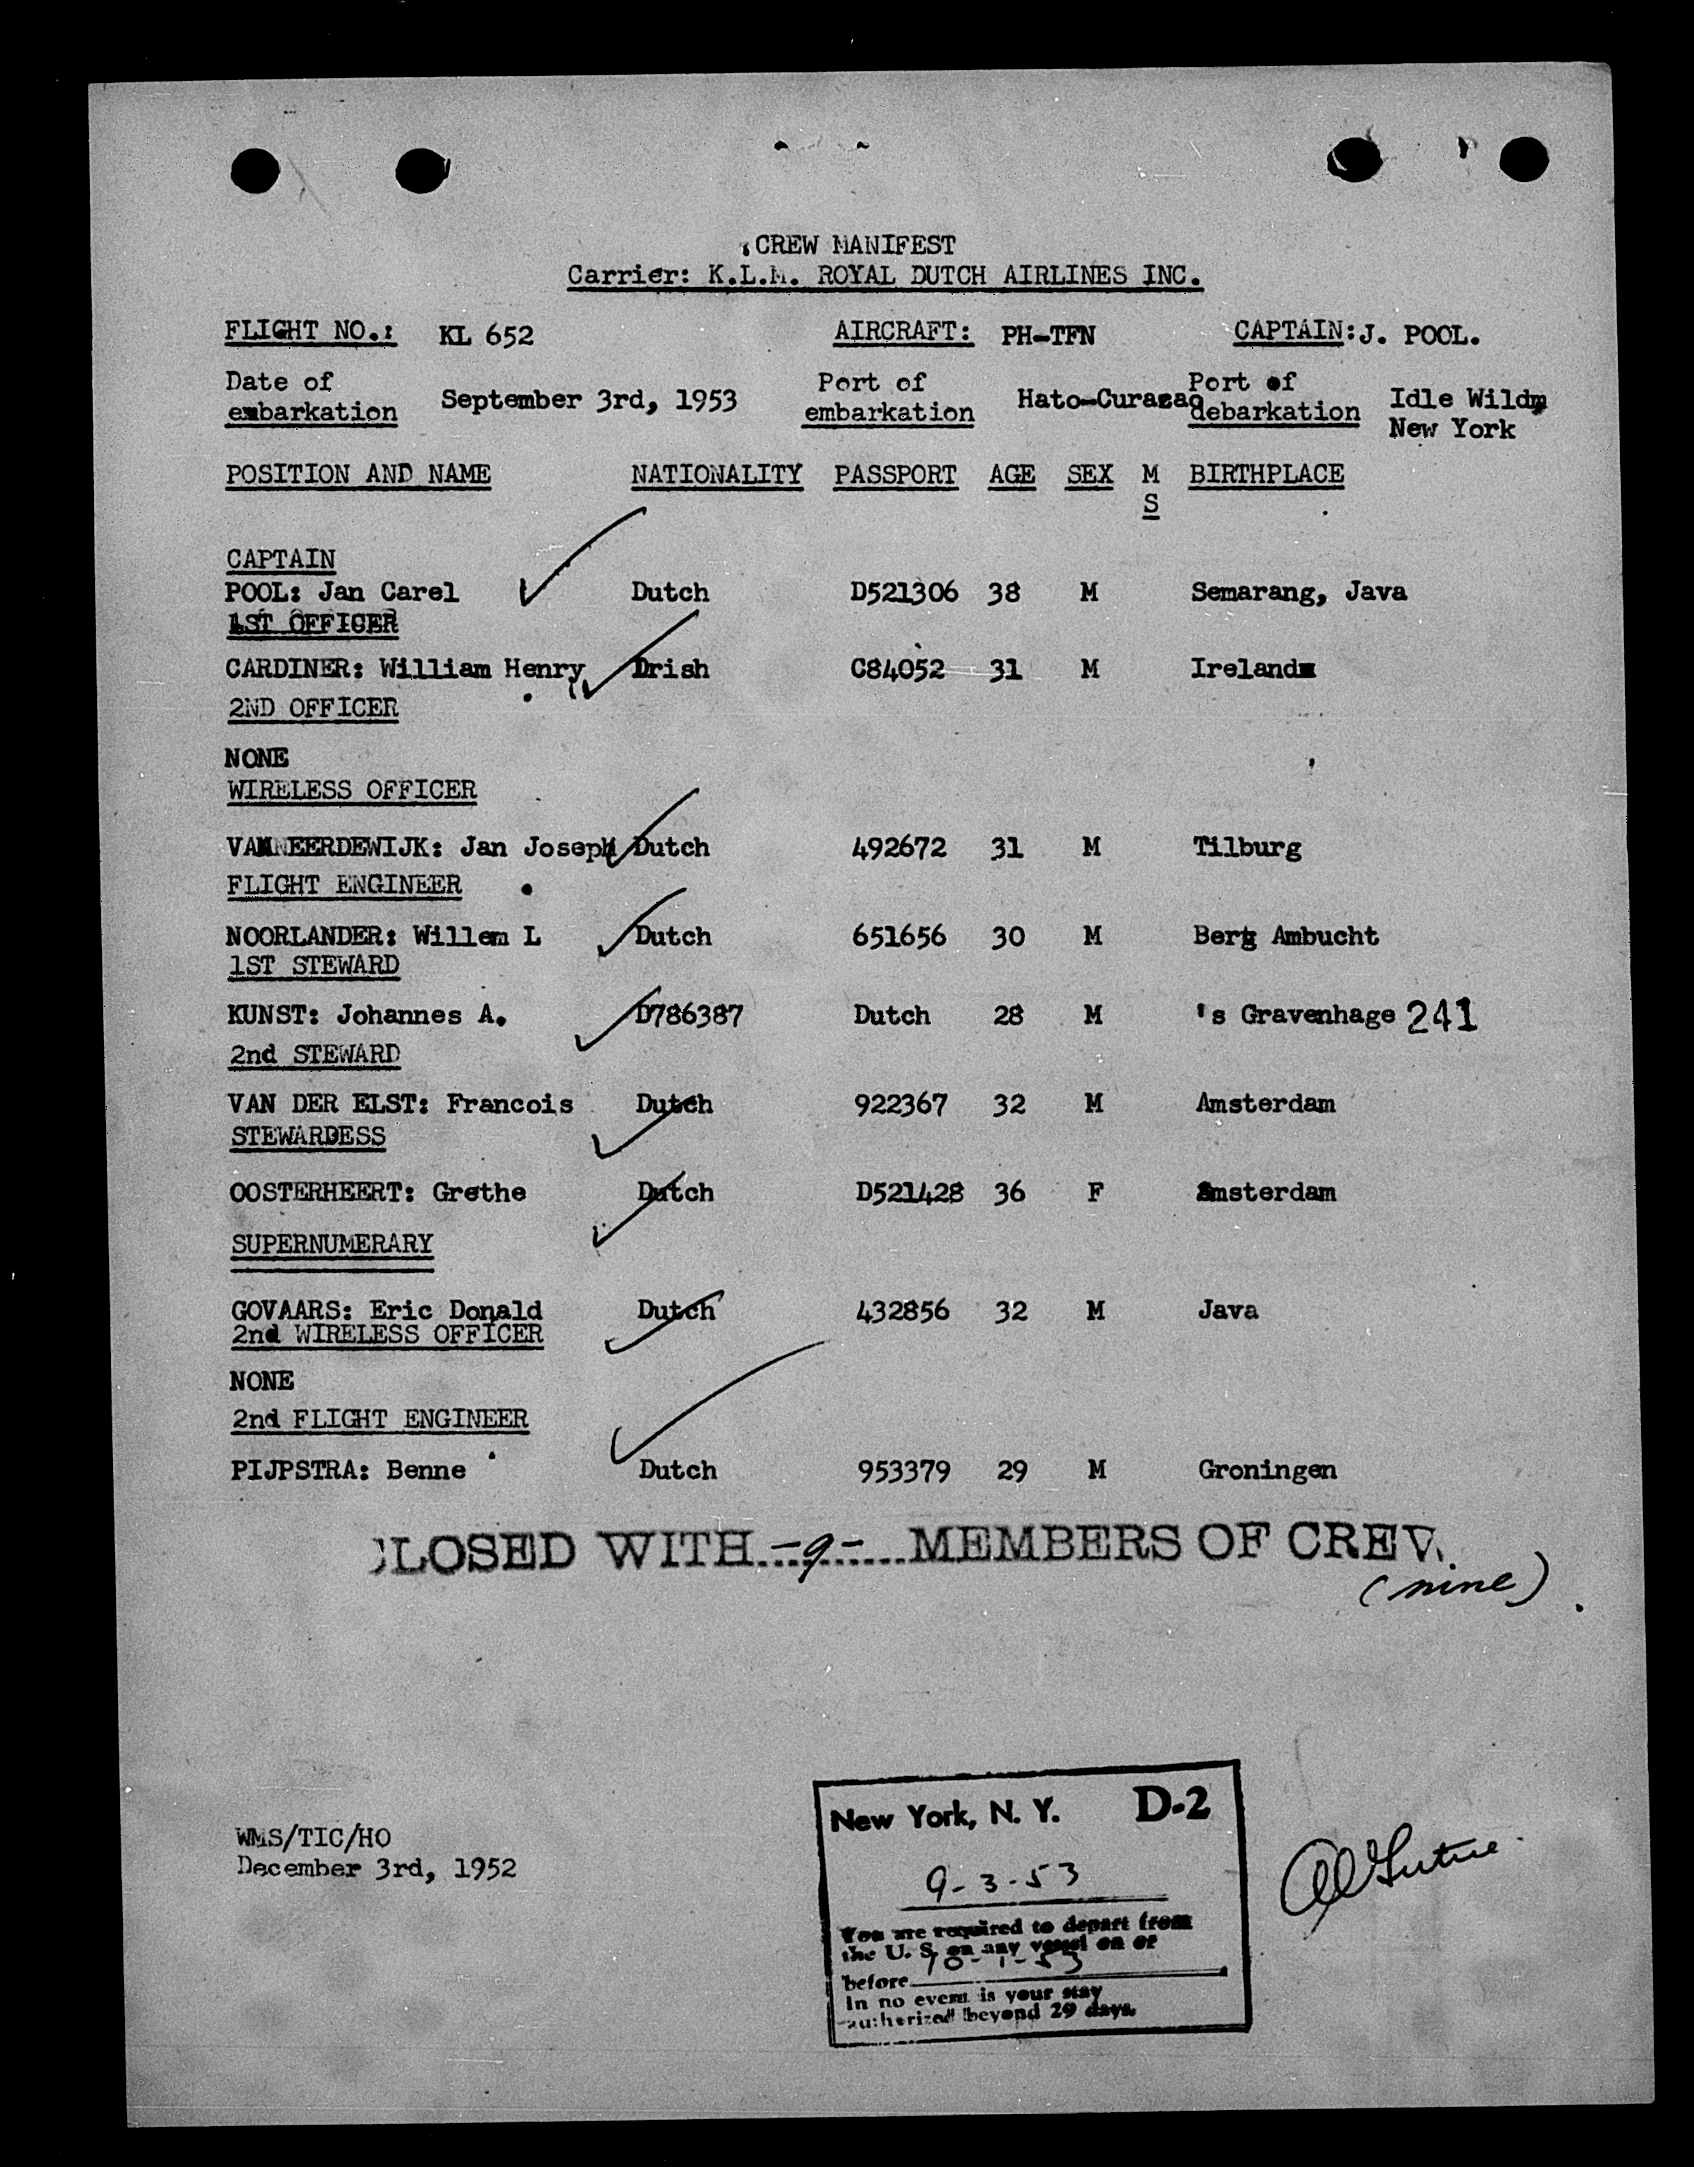 CREW MANIFEST
Carrier: K.L.M. ROYAL DUTCH AIRLINES INC.
FLIGHT NO.: KL 652 AIRCRAFT: PH-TFN CAPTAIN: J. POOL.
Date of embarkation September 3rd, 1953 Port of embarkation Hato-Curazao Port of debarkation Idle Wild, New York
POSITION AND NAME NATIONALITY PASSPORT AGE SEX M S BIRTHPLACE
CAPTAIN
POOL: Jan Carel Dutch D521306 38 M Semarang, Java
1ST OFFICER
CARDINER: William Henry Irish C84052 31 M Ireland
2ND OFFICER
NONE
WIRELESS OFFICER
VANNEERDEWIJK: Jan Joseph Dutch 492672 31 M Tilburg
FLIGHT ENGINEER
NOORLANDER: Willem L Dutch 651656 30 M Berg Ambucht
1ST STEWARD
KUNST: Johannes A. D786387 Dutch 28 M 's Gravenhage 241
2nd STEWARD
VAN DER ELST: Francois Dutch 922367 32 M Amsterdam
STEWARDESS
OOSTERHEERT: Grethe Dutch D521428 36 F Amsterdam
SUPERNUMERARY
GOVAARS: Eric Donald Dutch 432856 32 M Java
2nd WIRELESS OFFICER
NONE
2nd FLIGHT ENGINEER
PIJPSTRA: Benne Dutch 953379 29 M Groningen
CLOSED WITH -9- MEMBERS OF CREW.
(nine)
WMS/TIC/HO
December 3rd, 1952
New York, N. Y. D-2
9-3-53
You are required to depart from
the U. S. on any vessel on or
before 10-1-53
In no event is your stay
authorized beyond 29 days.